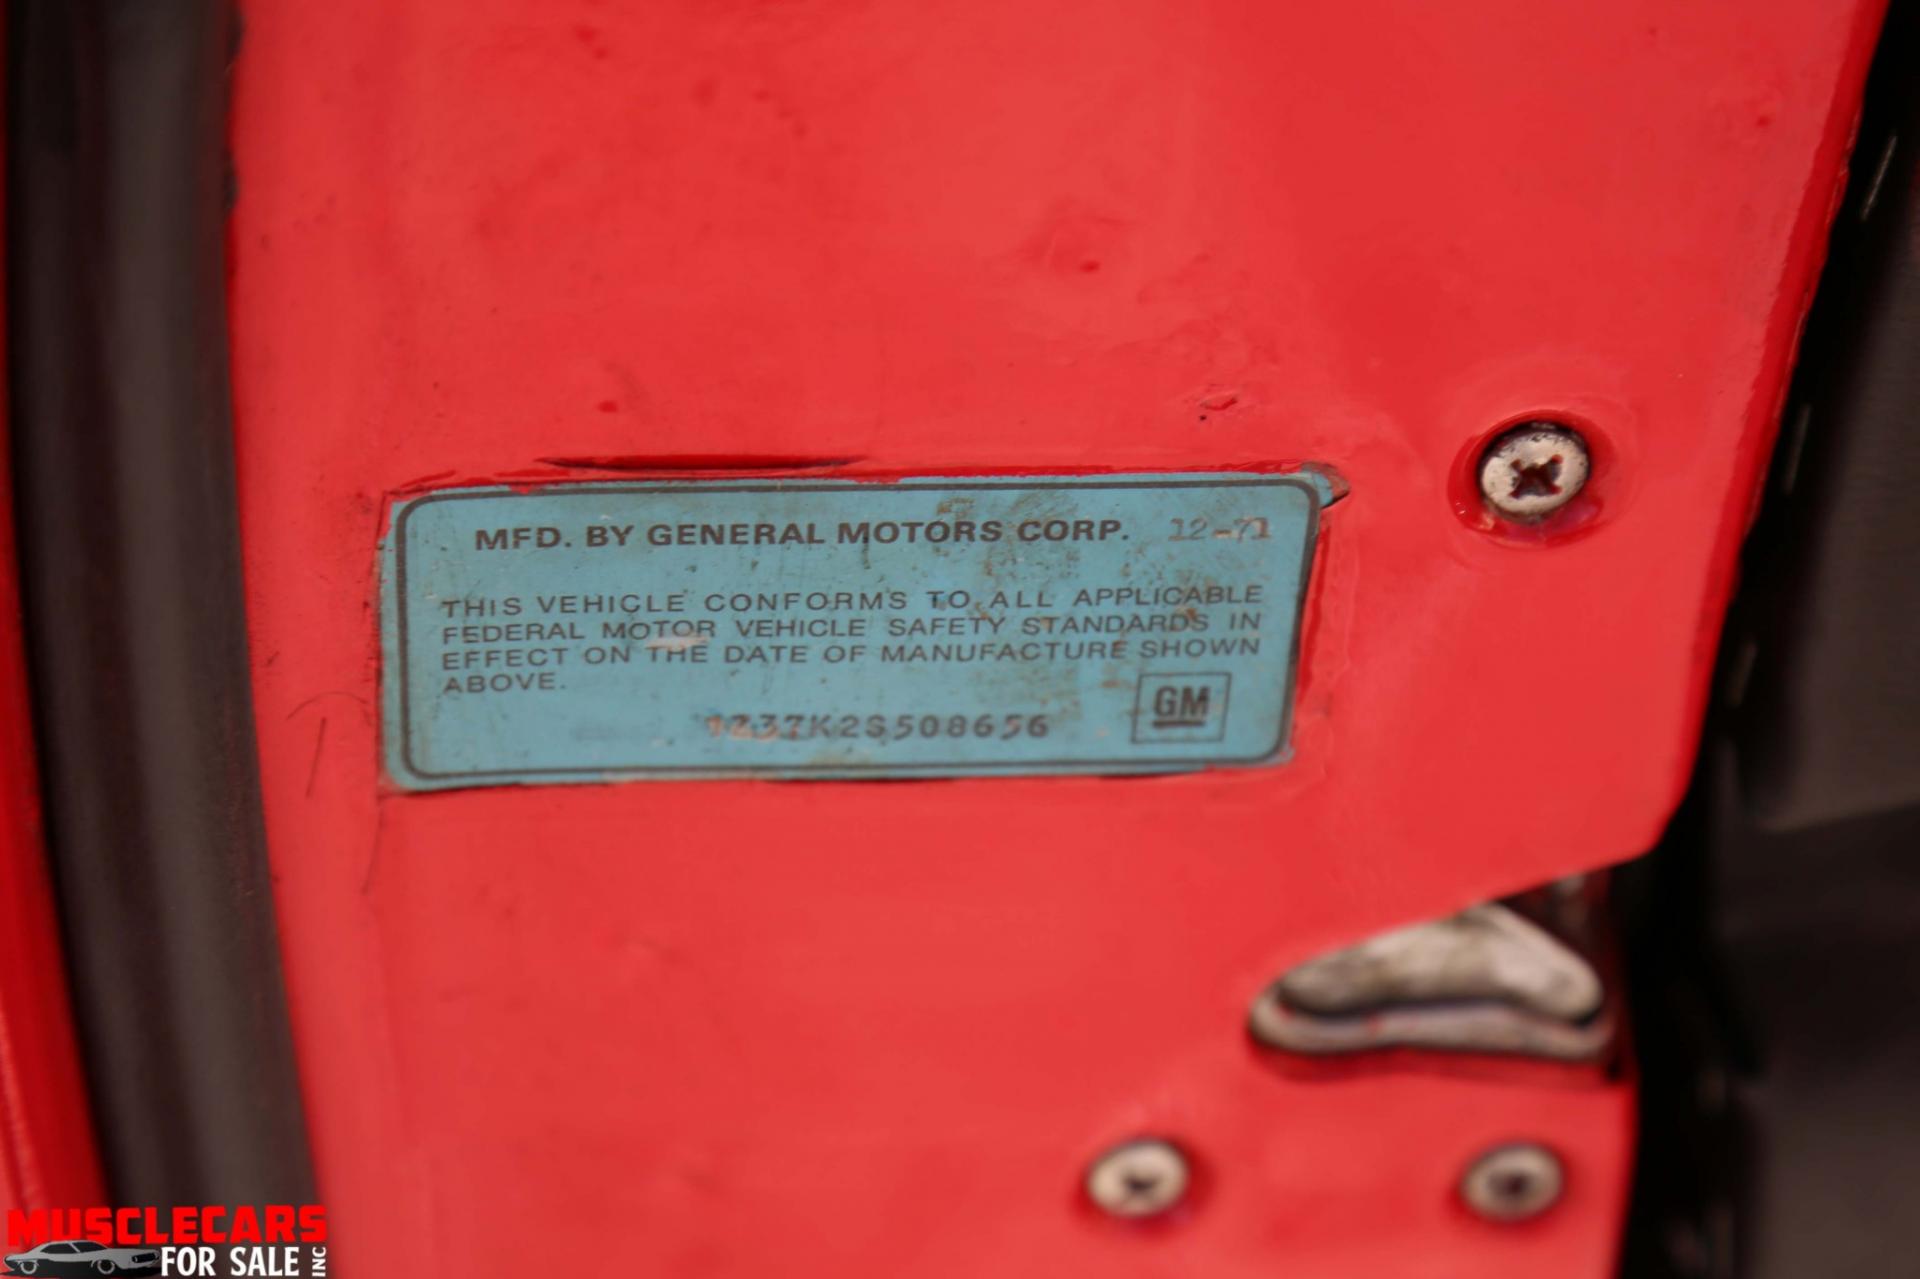 MFD. BY GENERAL MOTORS CORP. 12-71
THIS VEHICLE CONFORMS TO ALL APPLICABLE
FEDERAL MOTOR VEHICLE SAFETY STANDARDS IN
EFFECT ON THE DATE OF MANUFACTURE SHOWN
ABOVE.
1Z37K2S508656
GM
MUSCLECARS
FOR SALE INC